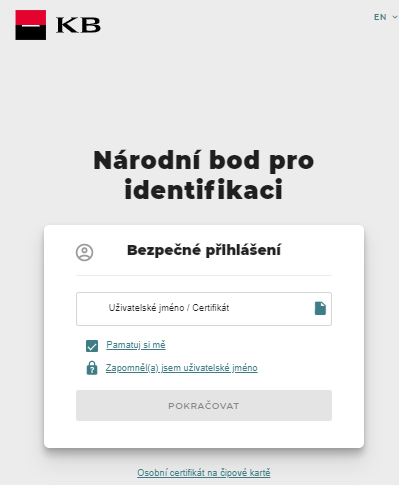 KB
EN
Národní bod pro
identifikaci
Bezpečné přihlášení
Uživatelské jméno / Certifikát
Pamatuj si mě
Zapomněl(a) jsem uživatelské jméno
POKRAČOVAT
Osobní certifikát na čipové kartě